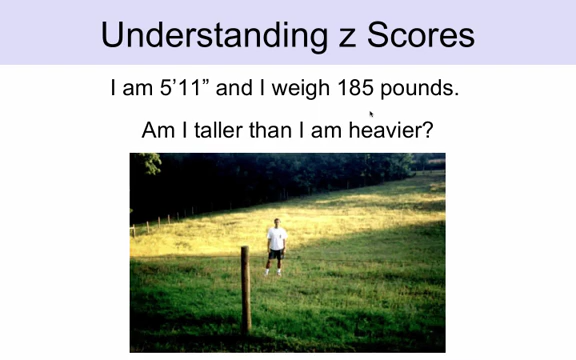 Understanding z Scores
I am 5’11” and I weigh 185 pounds.
Am I taller than I am heavier?